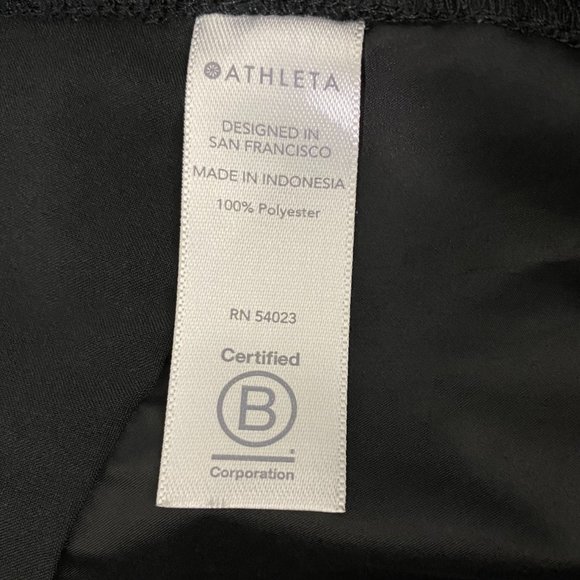 ATHLETA
DESIGNED IN
SAN FRANCISCO
MADE IN INDONESIA
100% Polyester
RN 54023
Certified
B
Corporation